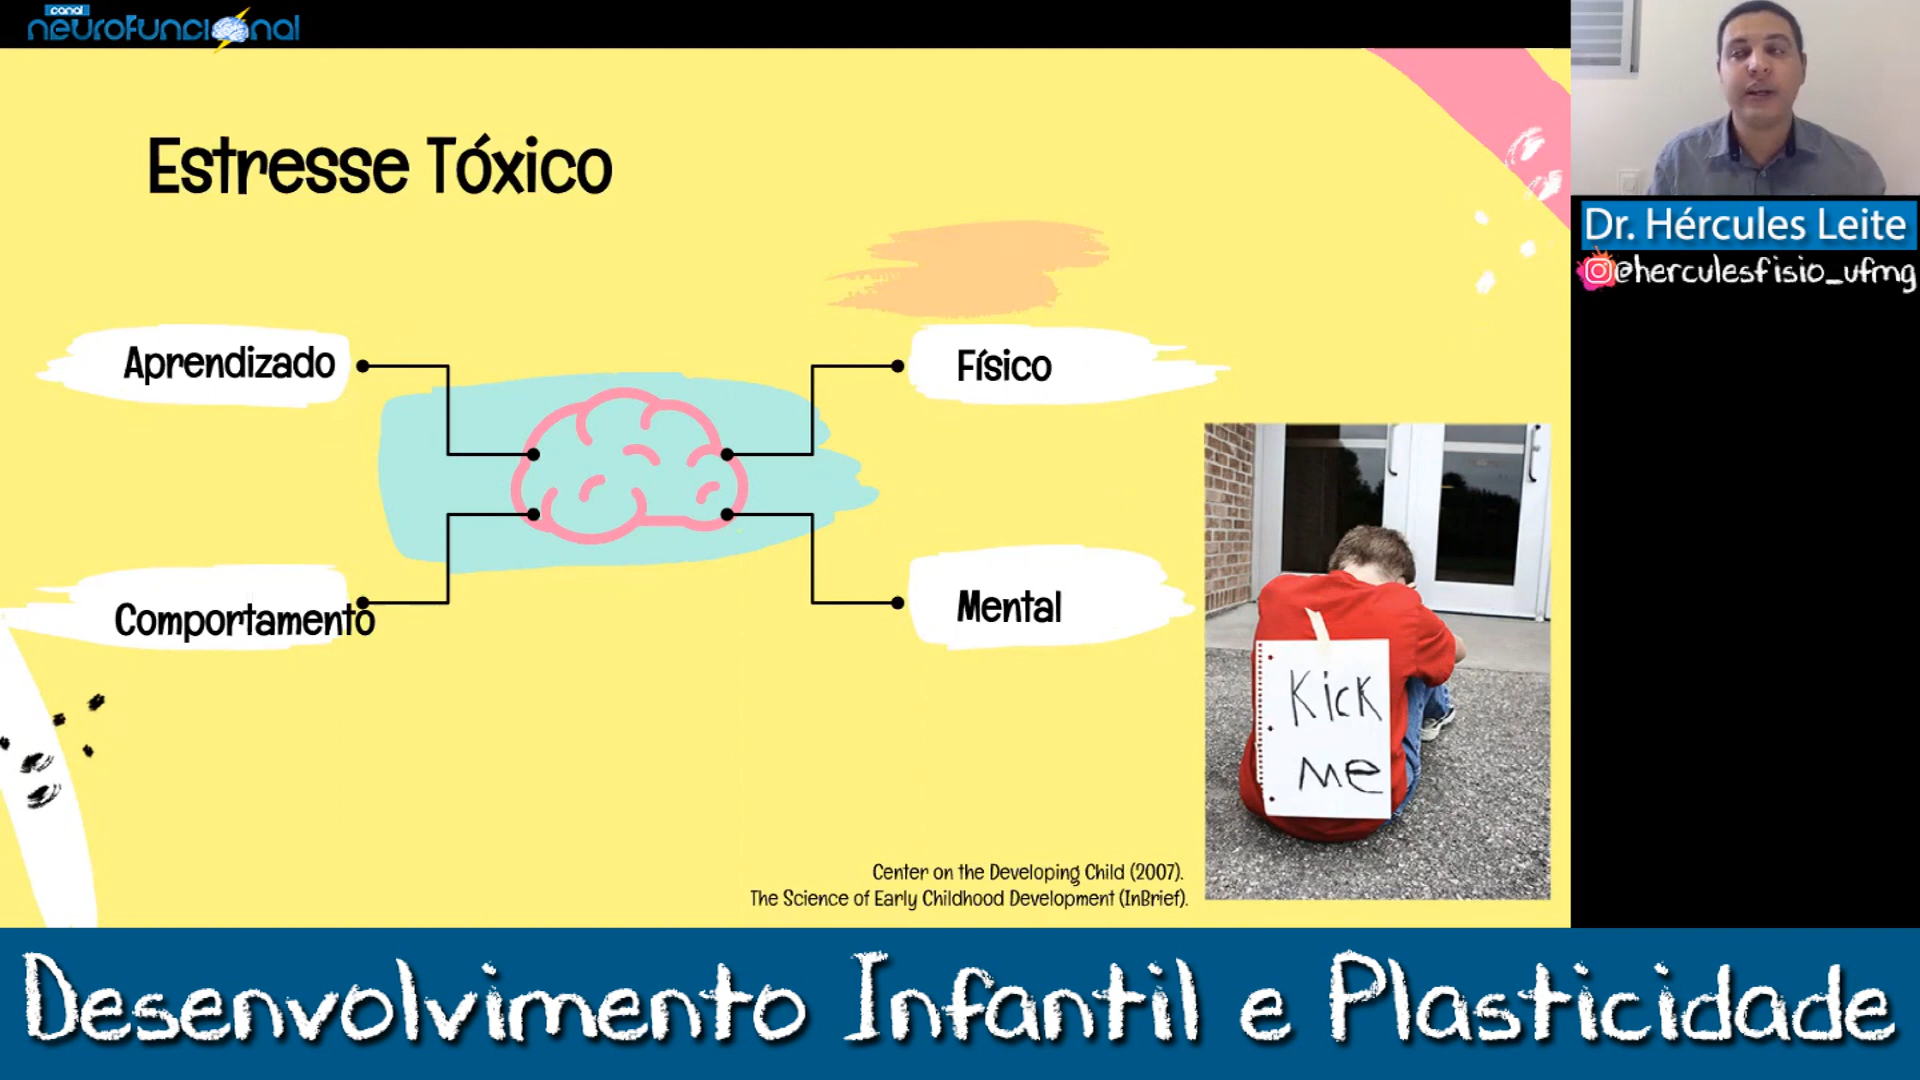 canal
neurofuncional
Estresse Tóxico
Aprendizado
Físico
Comportamento
Mental
Kick
me
Center on the Developing Child (2007).
The Science of Early Childhood Development (InBrief).
Dr. Hércules Leite
@herculesfisio_ufmg
Desenvolvimento Infantil e Plasticidade